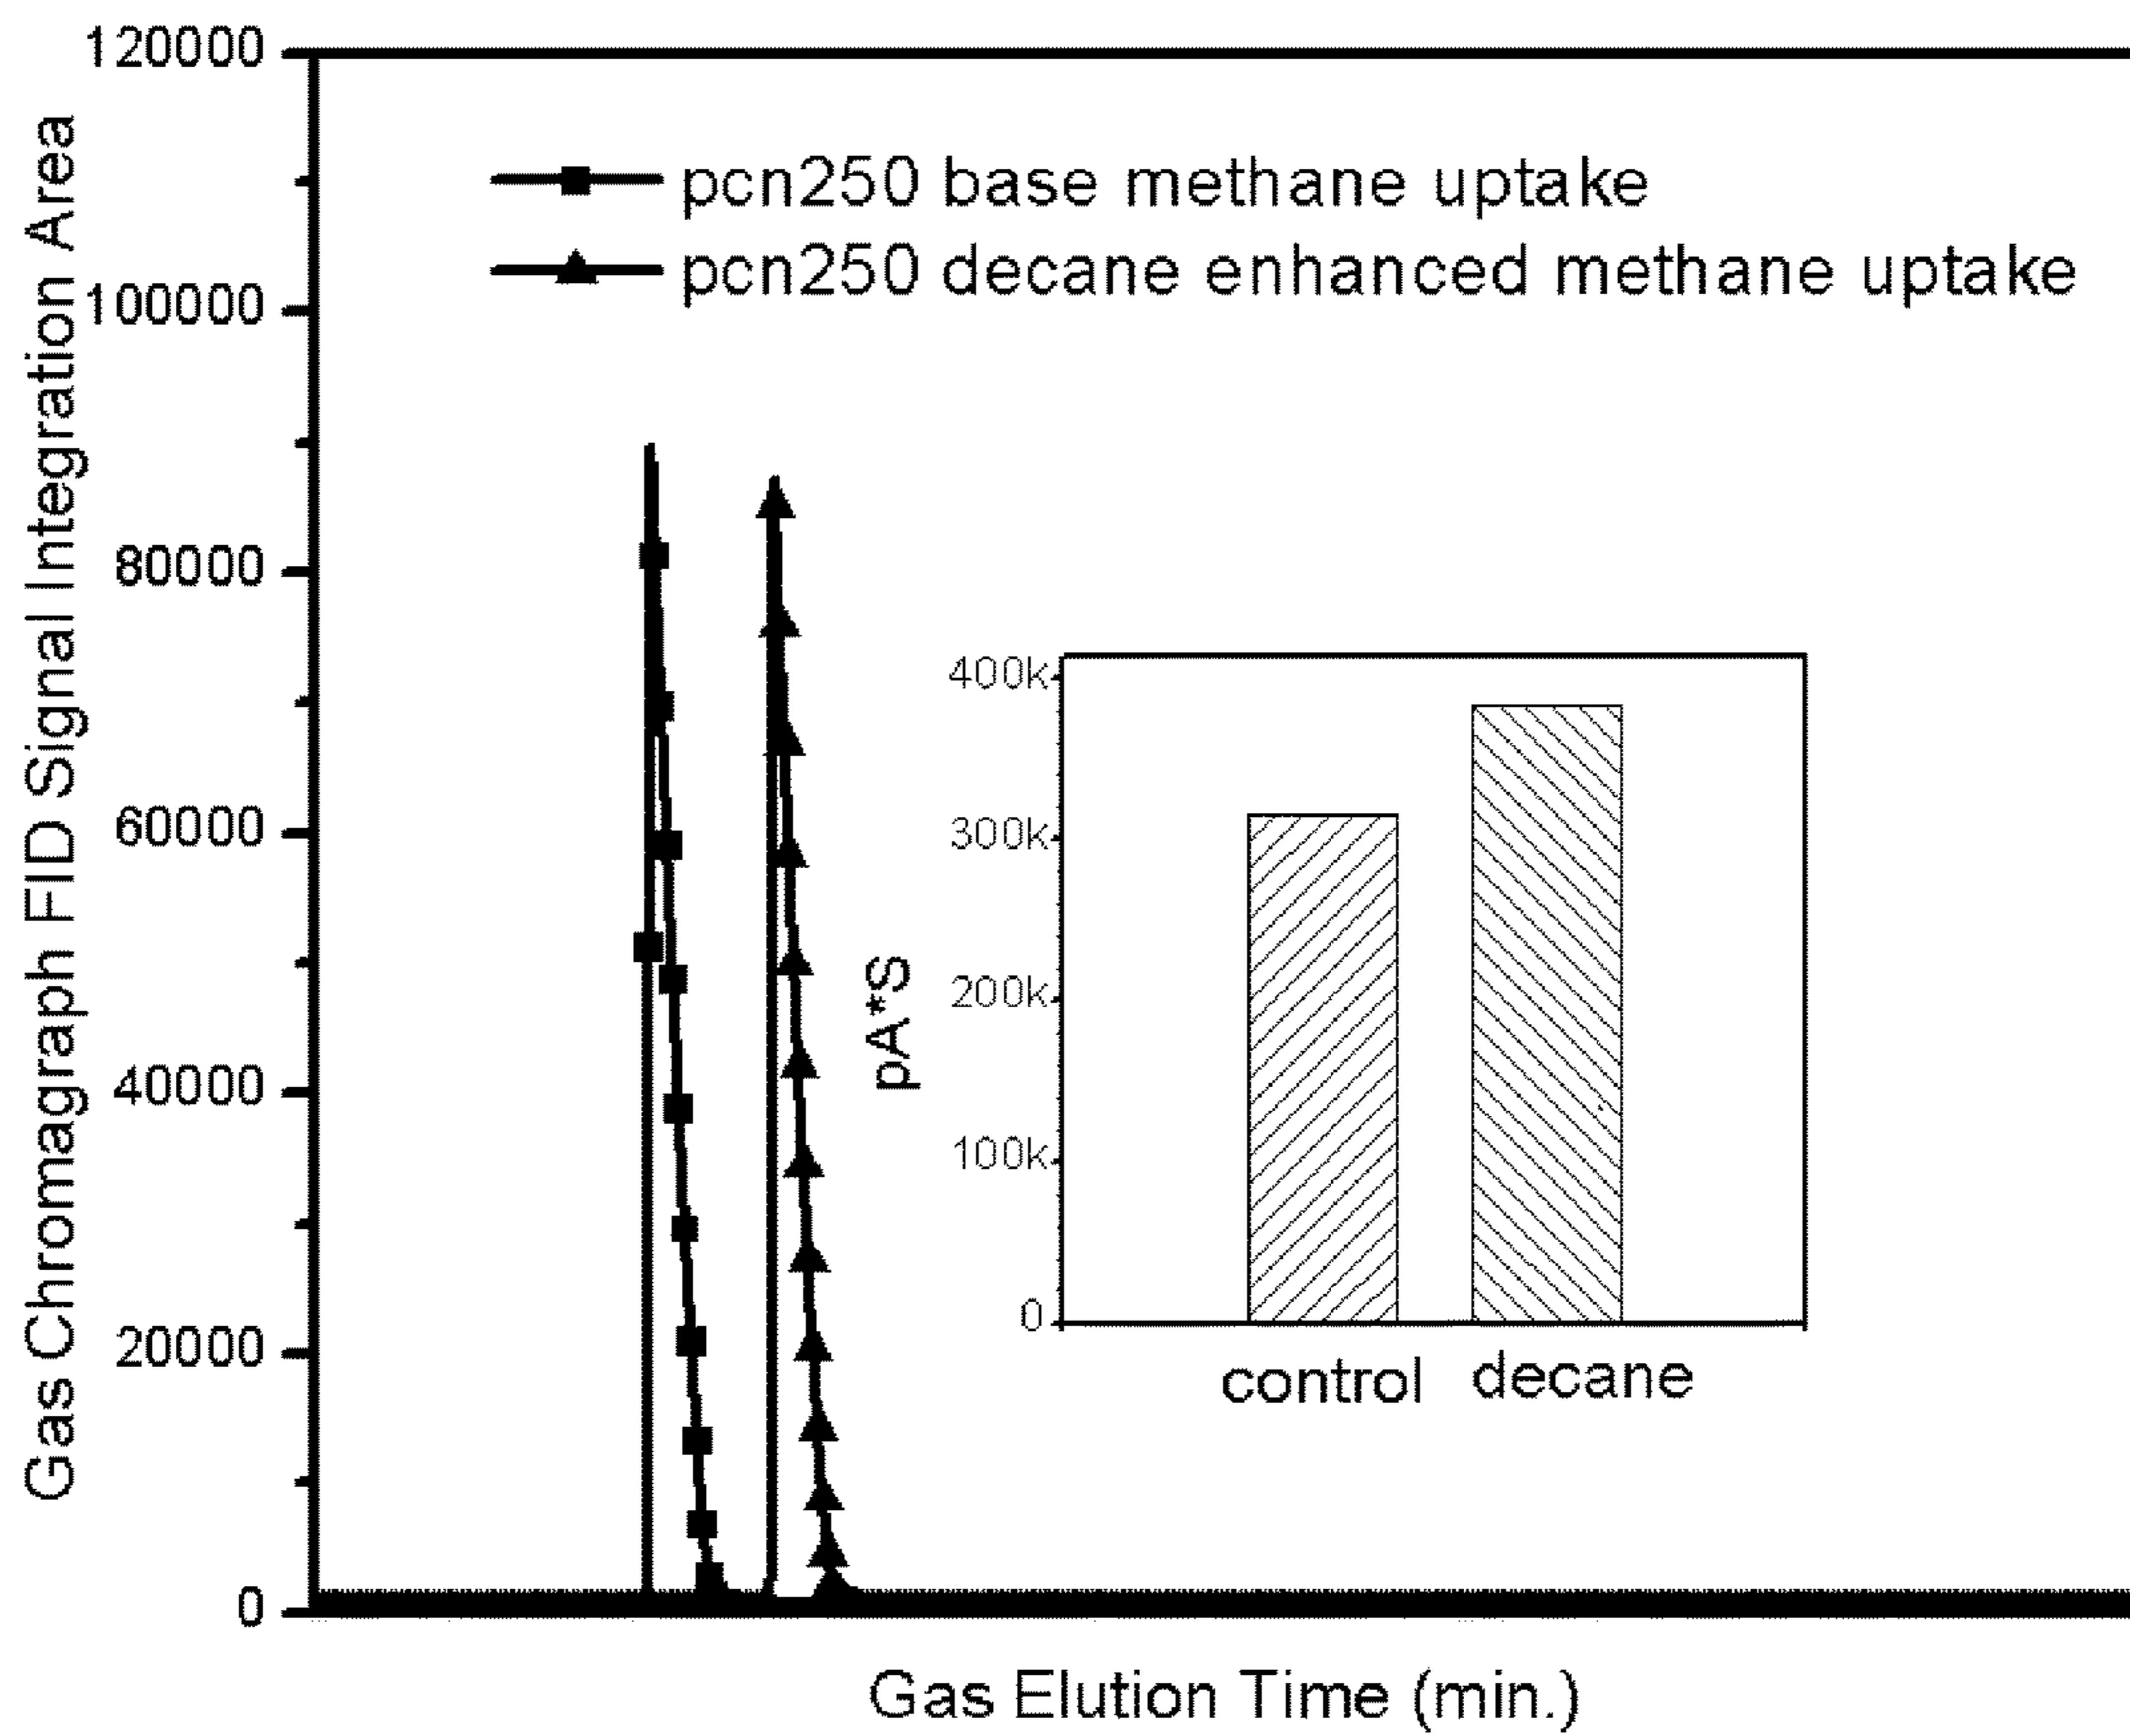 Gas Chromagraph FID Signal Integration Area
120000
100000
80000
60000
40000
20000
0
pcn250 base methane uptake
pcn250 decane enhanced methane uptake
pA*S
400k
300k
200k
100k
0
control
decane
Gas Elution Time (min.)